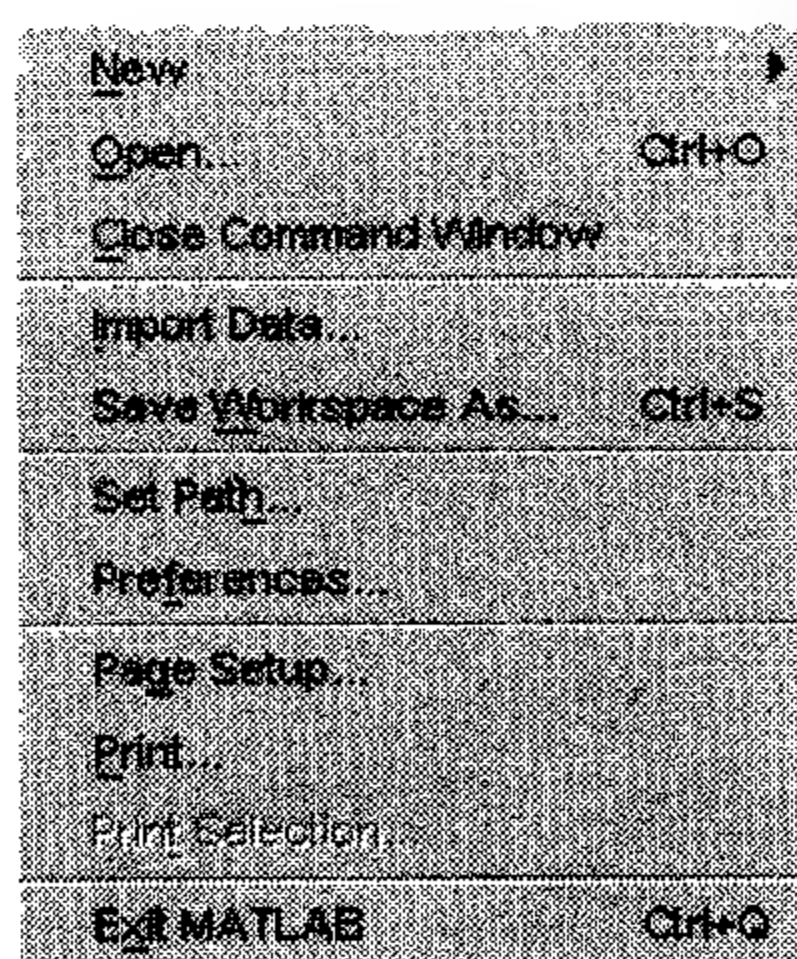 New
Open... Ctrl+O
Close Command Window
Import Data...
Save Workspace As... Ctrl+S
Set Path...
Preferences...
Page Setup...
Print...
Print Selection...
Exit MATLAB Ctrl+Q